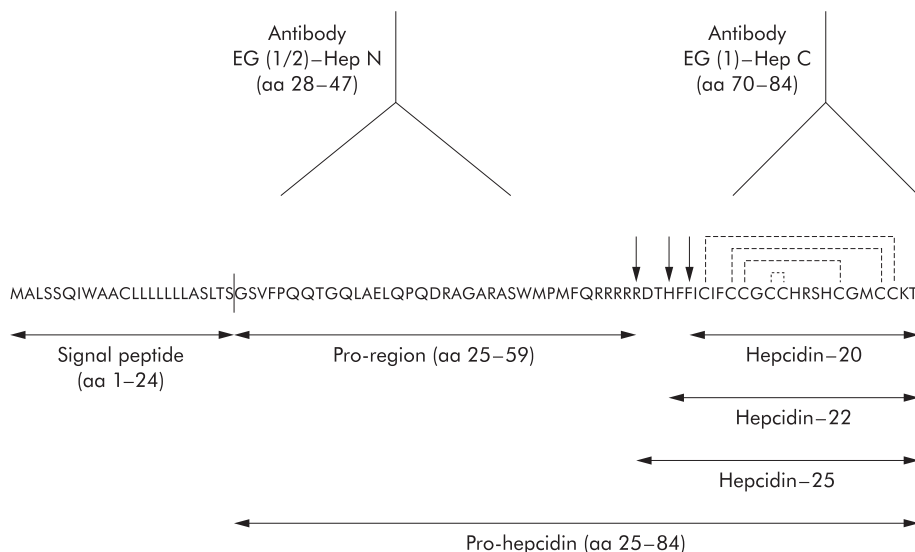 Antibody
EG (1/2)–Hep N
(aa 28–47)
Antibody
EG (1)–Hep C
(aa 70–84)
MALSSQIWAACLLLLLLLASLTSGSVFPQQTGQLAELQPQDRAGARASWMPMFQRRRRRDTHFFICIFCCGCCHRSHCGMCCKT
Signal peptide
(aa 1–24)
Pro-region (aa 25–59)
Hepcidin–20
Hepcidin–22
Hepcidin–25
Pro-hepcidin (aa 25–84)